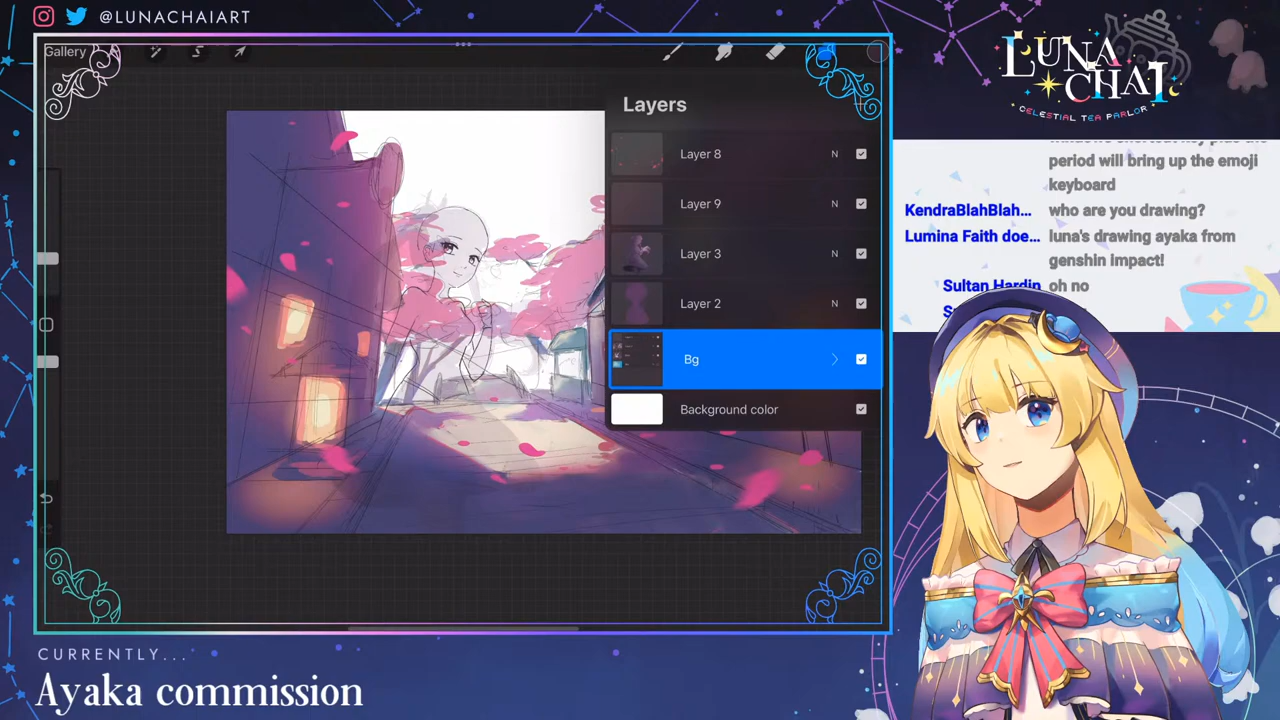 @LUNACHAIART
Gallery
Layers
Layer 8 N
Layer 9 N
Layer 3 N
Layer 2 N
Bg
Background color
LUNA
CHAI
CELESTIAL TEA PARLOR
period will bring up the emoji
keyboard
KendraBlahBlah... who are you drawing?
Lumina Faith doe... luna's drawing ayaka from
genshin impact!
Sultan Hardin oh no
CURRENTLY...
Ayaka commission